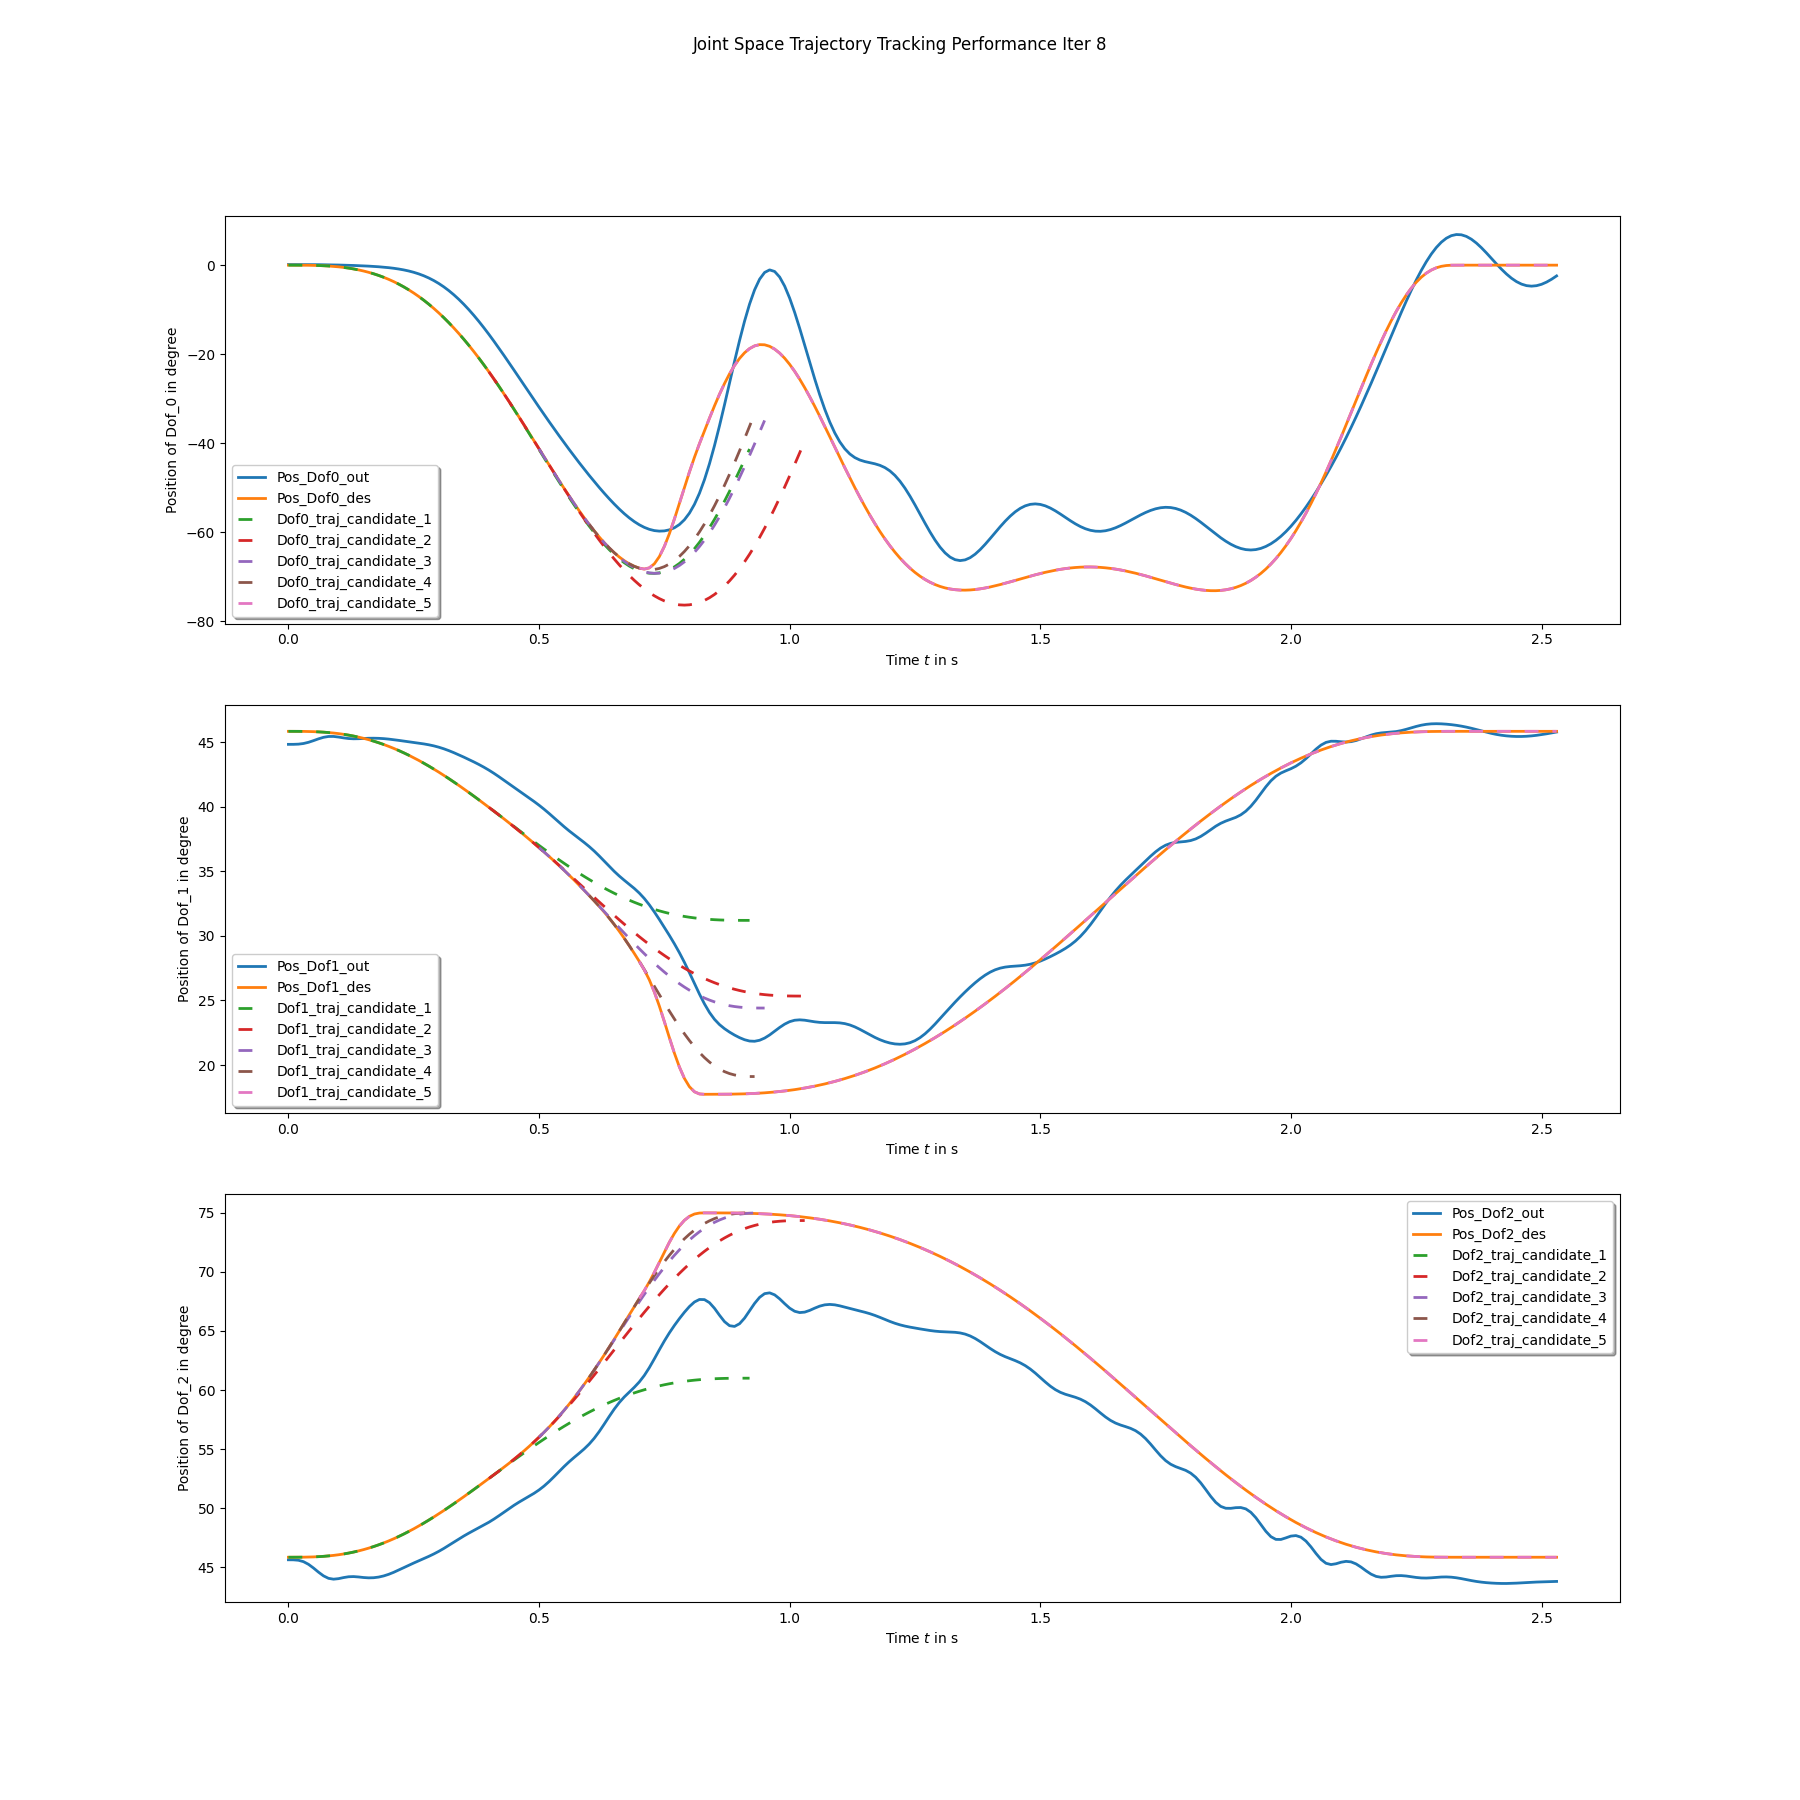 Joint Space Trajectory Tracking Performance Iter 8
Position of Dof_0 in degree
0
−20
−40
−60
−80
Pos_Dof0_out
Pos_Dof0_des
Dof0_traj_candidate_1
Dof0_traj_candidate_2
Dof0_traj_candidate_3
Dof0_traj_candidate_4
Dof0_traj_candidate_5
0.0 0.5 1.0 1.5 2.0 2.5
Time t in s
Position of Dof_1 in degree
45
40
35
30
25
20
Pos_Dof1_out
Pos_Dof1_des
Dof1_traj_candidate_1
Dof1_traj_candidate_2
Dof1_traj_candidate_3
Dof1_traj_candidate_4
Dof1_traj_candidate_5
0.0 0.5 1.0 1.5 2.0 2.5
Time t in s
Position of Dof_2 in degree
75
70
65
60
55
50
45
Pos_Dof2_out
Pos_Dof2_des
Dof2_traj_candidate_1
Dof2_traj_candidate_2
Dof2_traj_candidate_3
Dof2_traj_candidate_4
Dof2_traj_candidate_5
0.0 0.5 1.0 1.5 2.0 2.5
Time t in s